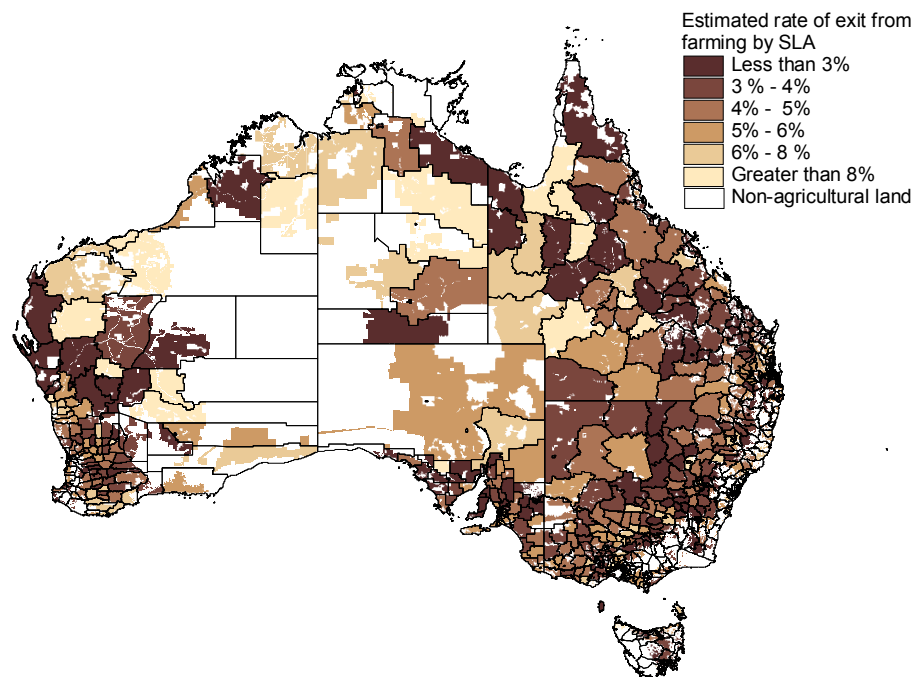 Estimated rate of exit from
farming by SLA
Less than 3%
3 % - 4%
4% - 5%
5% - 6%
6% - 8 %
Greater than 8%
Non-agricultural land